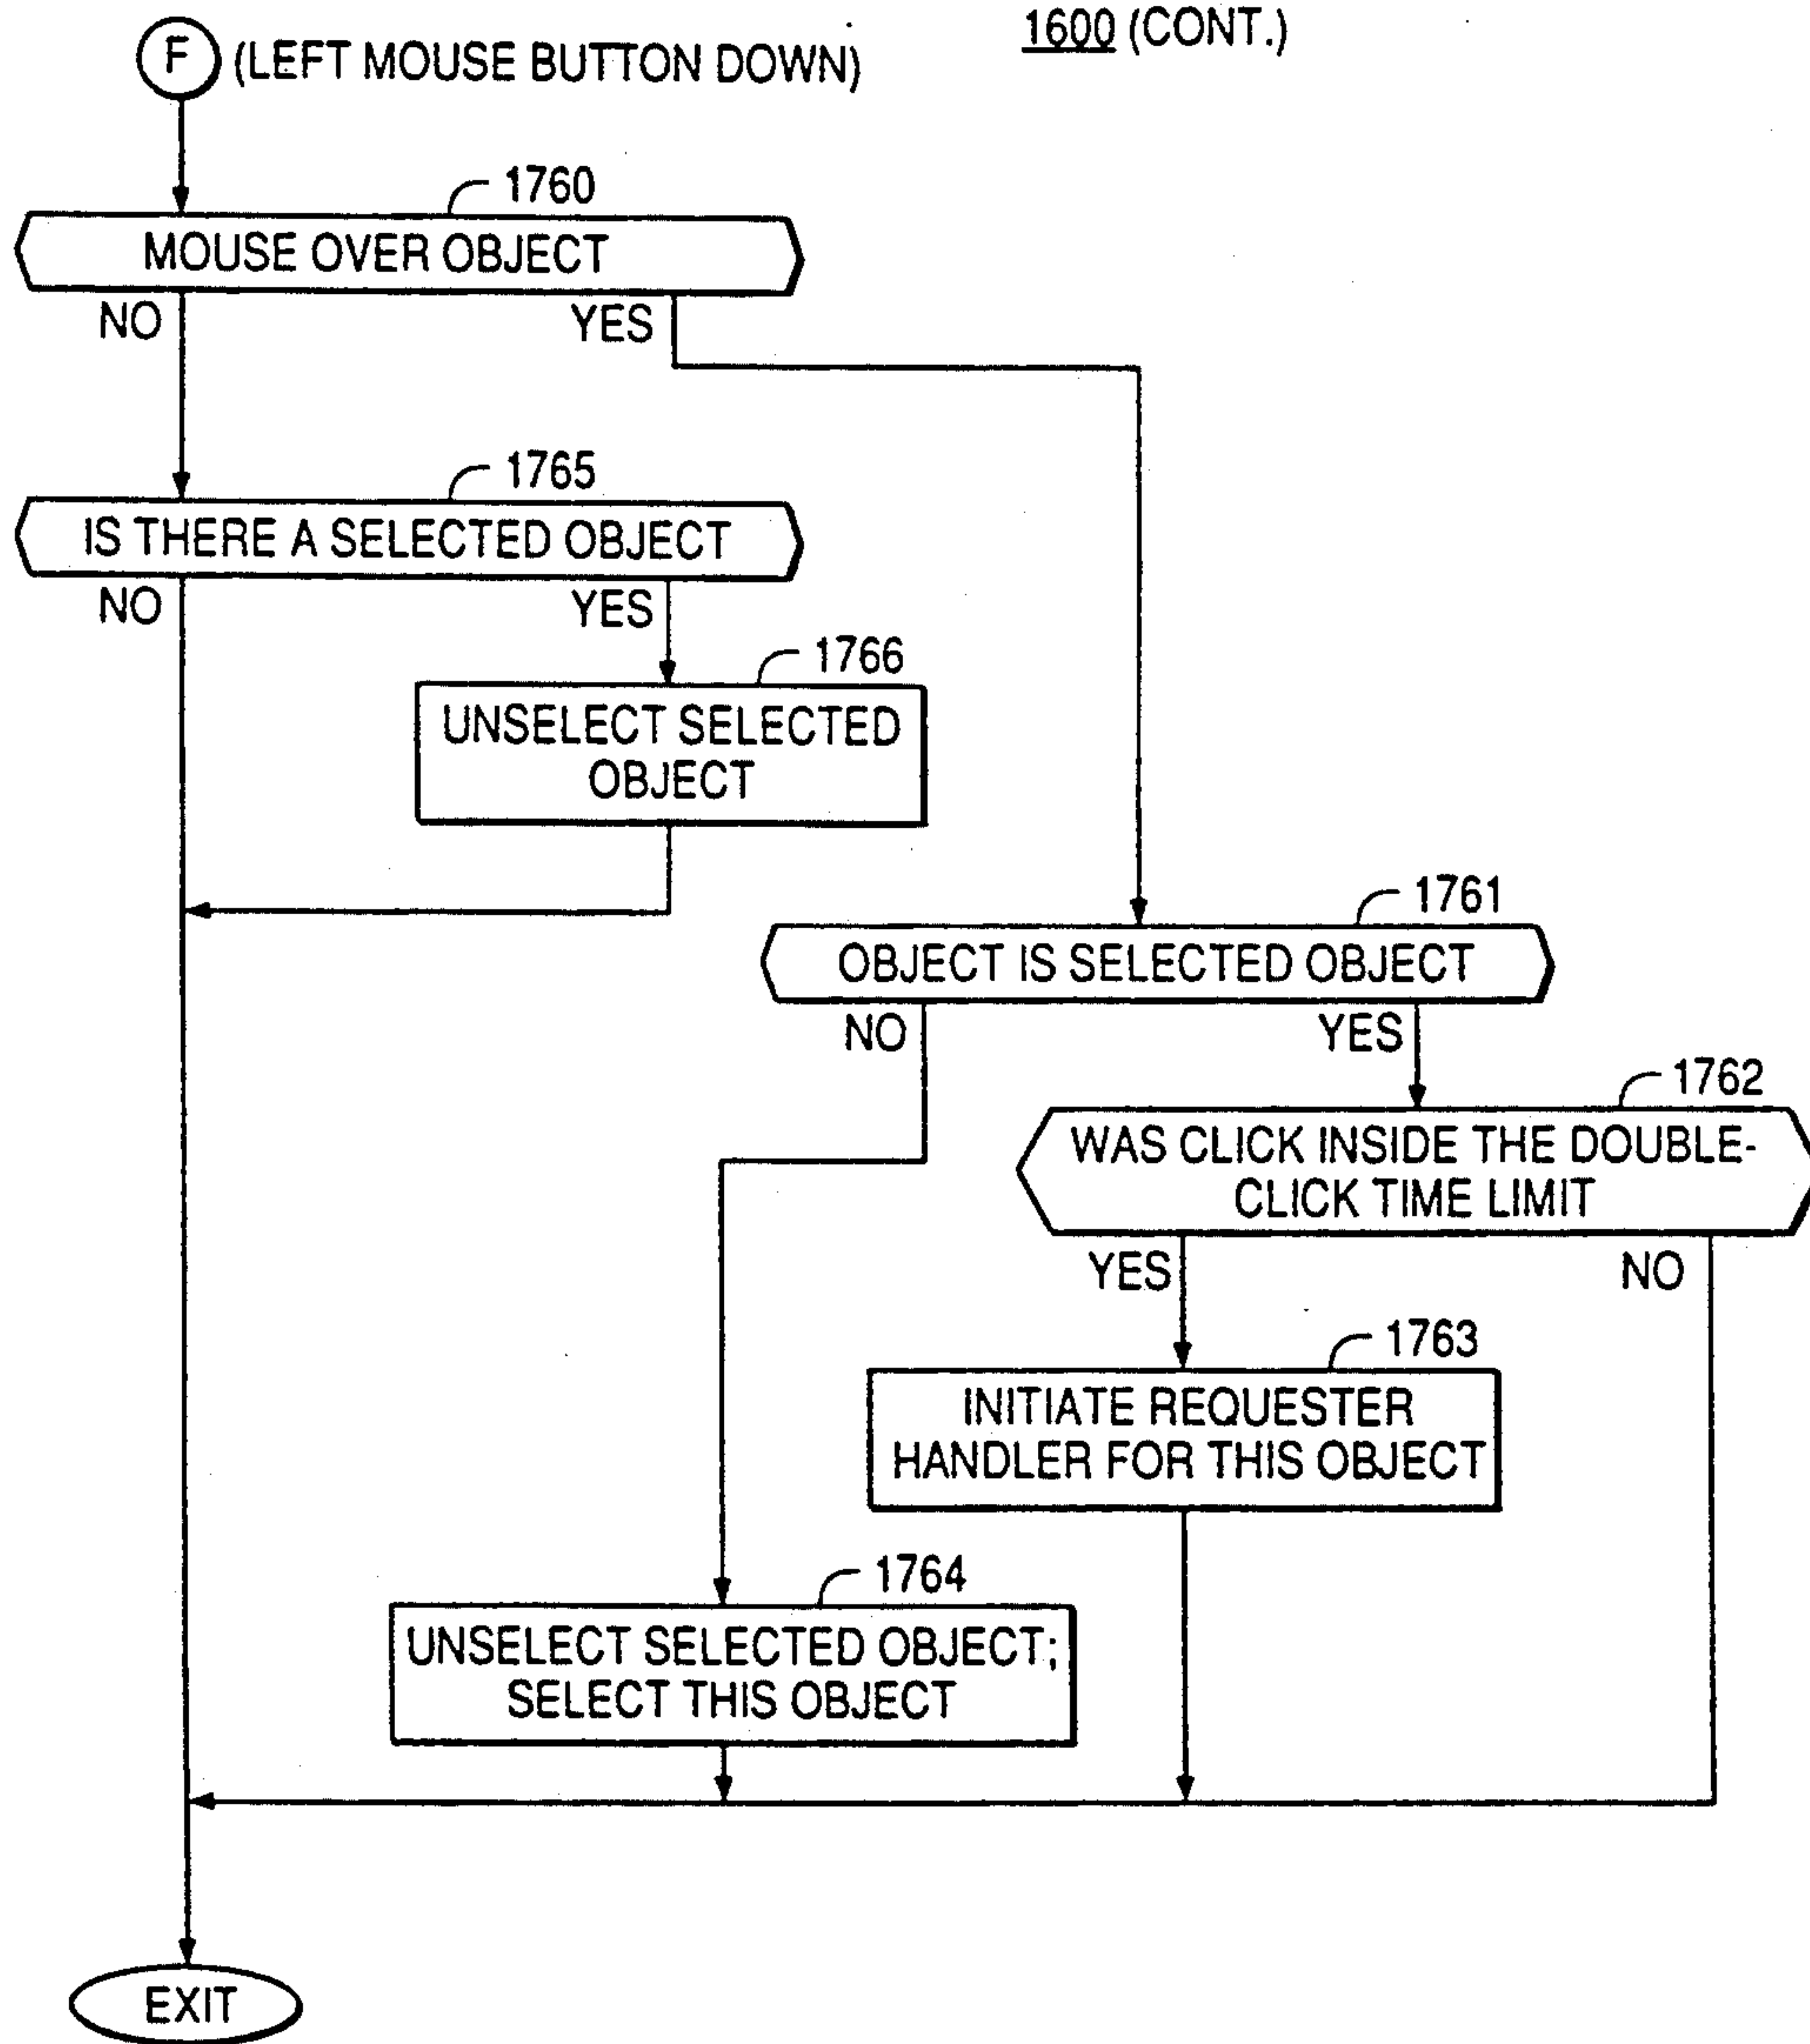 1600 (CONT.)
F (LEFT MOUSE BUTTON DOWN)
1760
MOUSE OVER OBJECT
NO YES
1765
IS THERE A SELECTED OBJECT
NO YES
1766
UNSELECT SELECTED
OBJECT
1761
OBJECT IS SELECTED OBJECT
NO YES
1762
WAS CLICK INSIDE THE DOUBLE-
CLICK TIME LIMIT
YES NO
1763
INITIATE REQUESTER
HANDLER FOR THIS OBJECT
1764
UNSELECT SELECTED OBJECT;
SELECT THIS OBJECT
EXIT